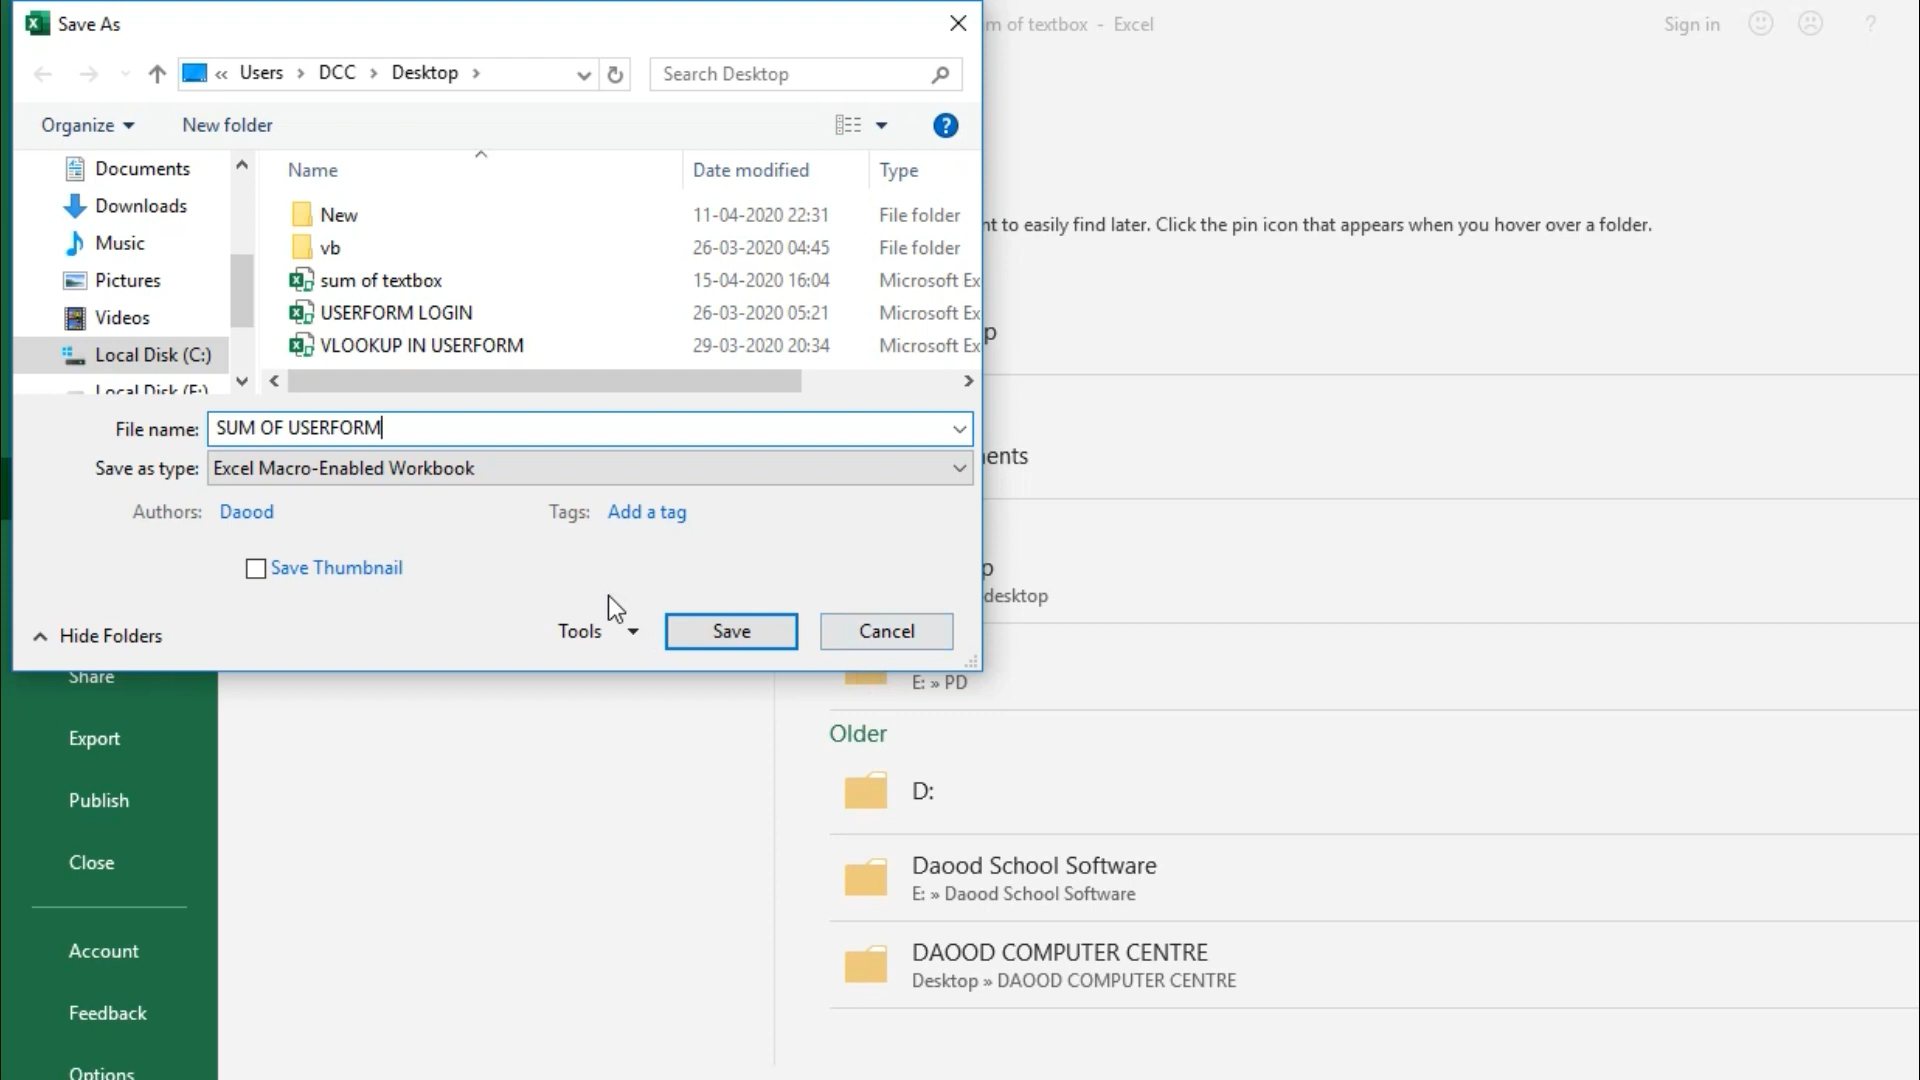 Save As
m of textbox - Excel
Sign in
?
« Users > DCC > Desktop >
Search Desktop
Organize
New folder
?
Documents
Downloads
Music
Pictures
Videos
Local Disk (C:)
Local Disk (E:)
Name Date modified Type
New 11-04-2020 22:31 File folder
vb 26-03-2020 04:45 File folder
sum of textbox 15-04-2020 16:04 Microsoft Ex
USERFORM LOGIN 26-03-2020 05:21 Microsoft Ex
VLOOKUP IN USERFORM 29-03-2020 20:34 Microsoft Ex
nt to easily find later. Click the pin icon that appears when you hover over a folder.
p
File name: SUM OF USERFORM
Save as type: Excel Macro-Enabled Workbook
Authors: Daood
Tags: Add a tag
Save Thumbnail
Hide Folders
Tools
Save
Cancel
ents
p
desktop
E: » PD
Older
D:
Daood School Software
E: » Daood School Software
DAOOD COMPUTER CENTRE
Desktop » DAOOD COMPUTER CENTRE
Share
Export
Publish
Close
Account
Feedback
Options